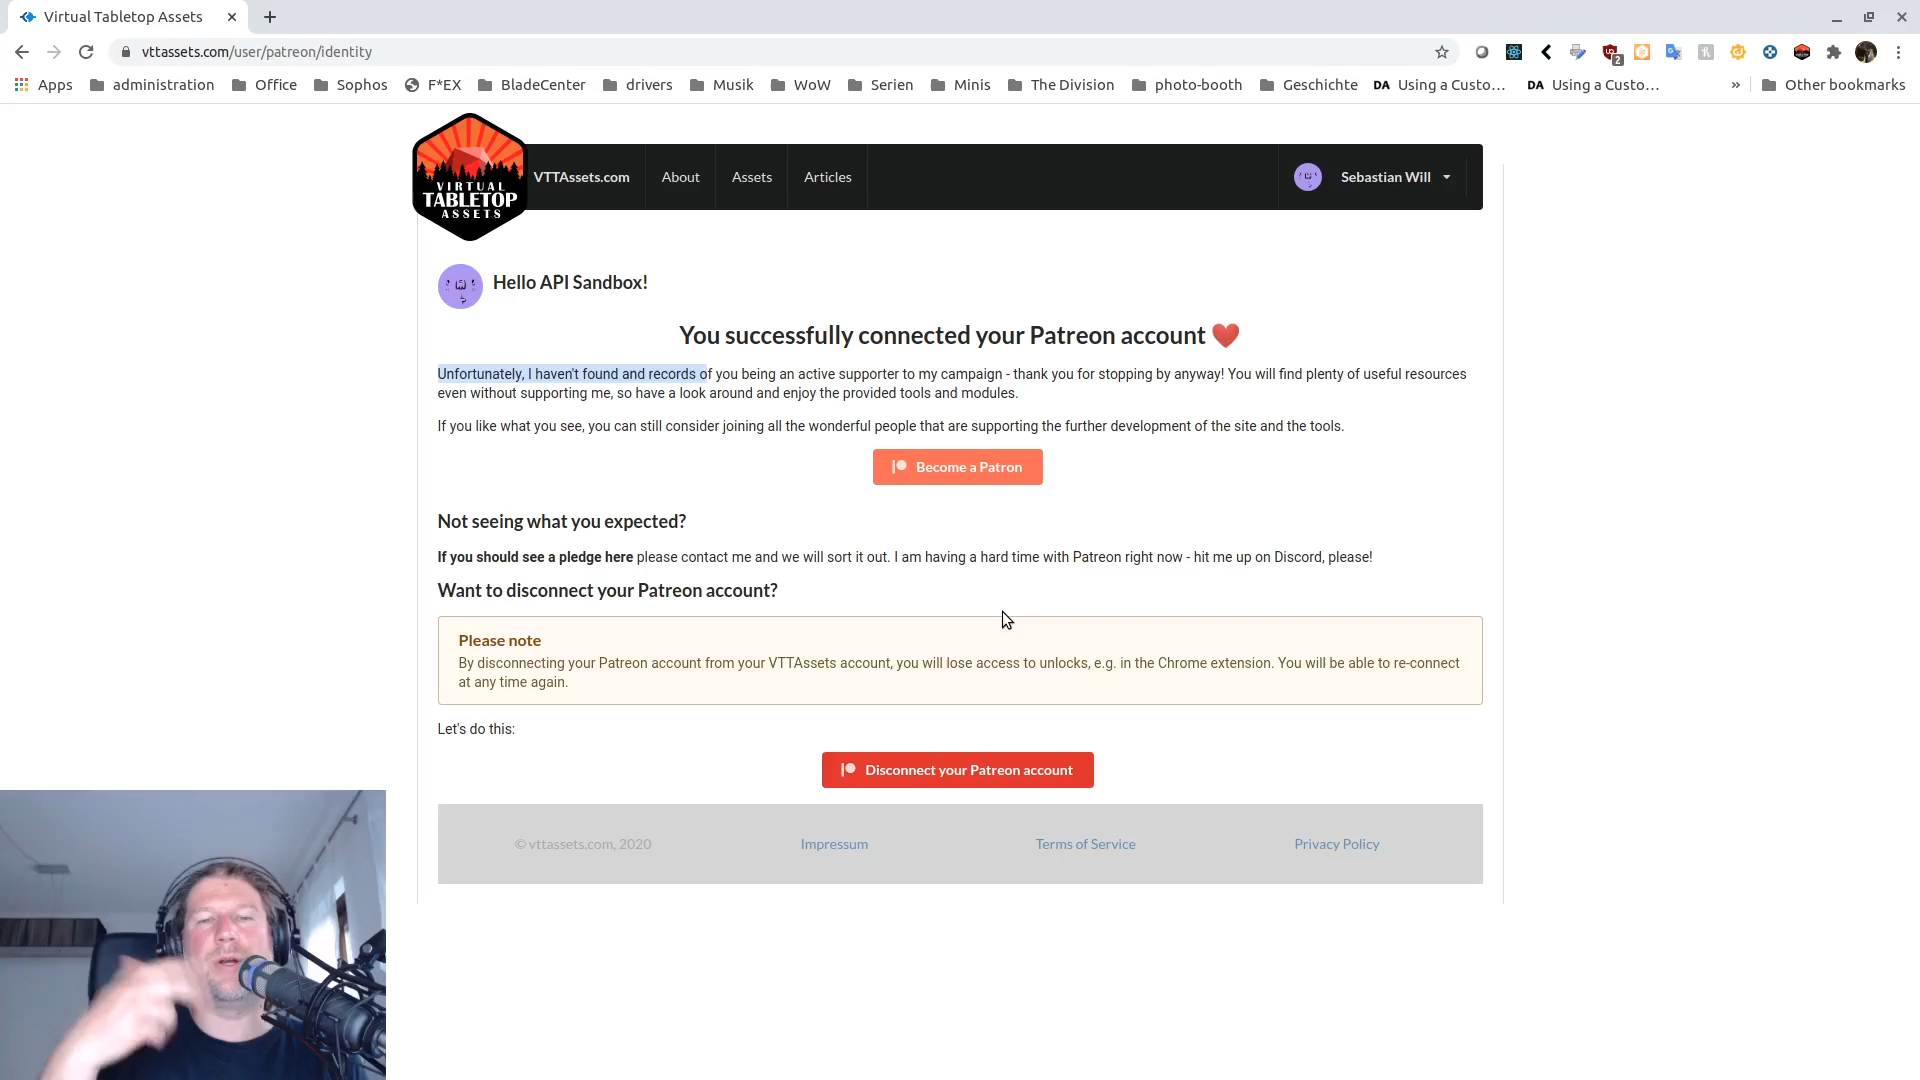 Virtual Tabletop Assets
vttassets.com/user/patreon/identity
2
Apps administration Office Sophos F*EX BladeCenter drivers Musik WoW Serien Minis The Division photo-booth Geschichte DA Using a Custo... DA Using a Custo... » Other bookmarks
VIRTUAL
TABLETOP
ASSETS
VTTAssets.com About Assets Articles Sebastian Will
Hello API Sandbox!
You successfully connected your Patreon account ❤️
Unfortunately, I haven't found and records of you being an active supporter to my campaign - thank you for stopping by anyway! You will find plenty of useful resources
even without supporting me, so have a look around and enjoy the provided tools and modules.
If you like what you see, you can still consider joining all the wonderful people that are supporting the further development of the site and the tools.
Become a Patron
Not seeing what you expected?
If you should see a pledge here please contact me and we will sort it out. I am having a hard time with Patreon right now - hit me up on Discord, please!
Want to disconnect your Patreon account?
Please note
By disconnecting your Patreon account from your VTTAssets account, you will lose access to unlocks, e.g. in the Chrome extension. You will be able to re-connect
at any time again.
Let's do this:
Disconnect your Patreon account
© vttassets.com, 2020 Impressum Terms of Service Privacy Policy